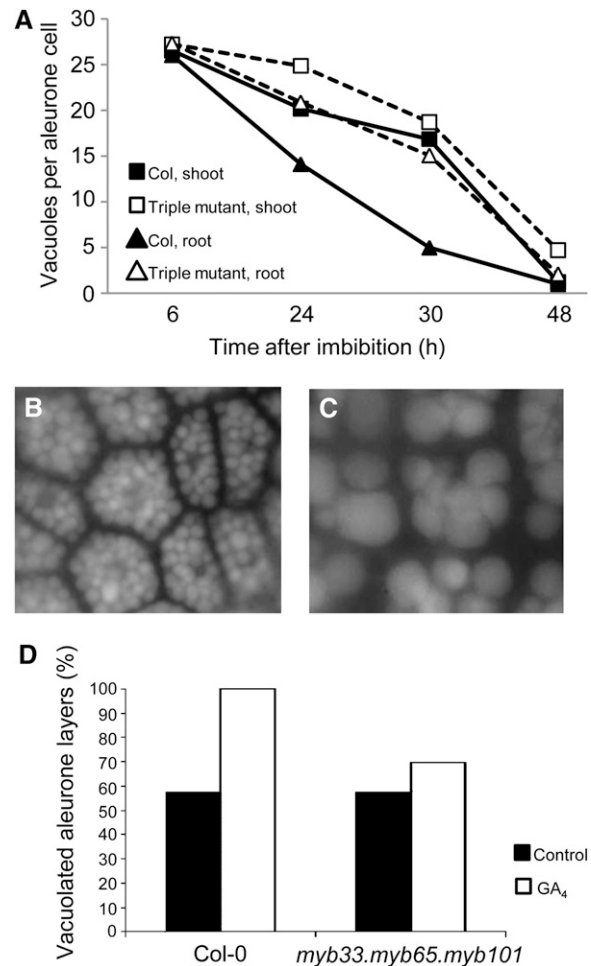 A
Vacuoles per aleurone cell
30
25
20
15
10
5
0
Col, shoot
Triple mutant, shoot
Col, root
Triple mutant, root
6 24 30 48
Time after imbibition (h)
B
C
D
Vacuolated aleurone layers (%)
100
90
80
70
60
50
40
30
20
10
0
Control
GA₄
Col-0 myb33.myb65.myb101